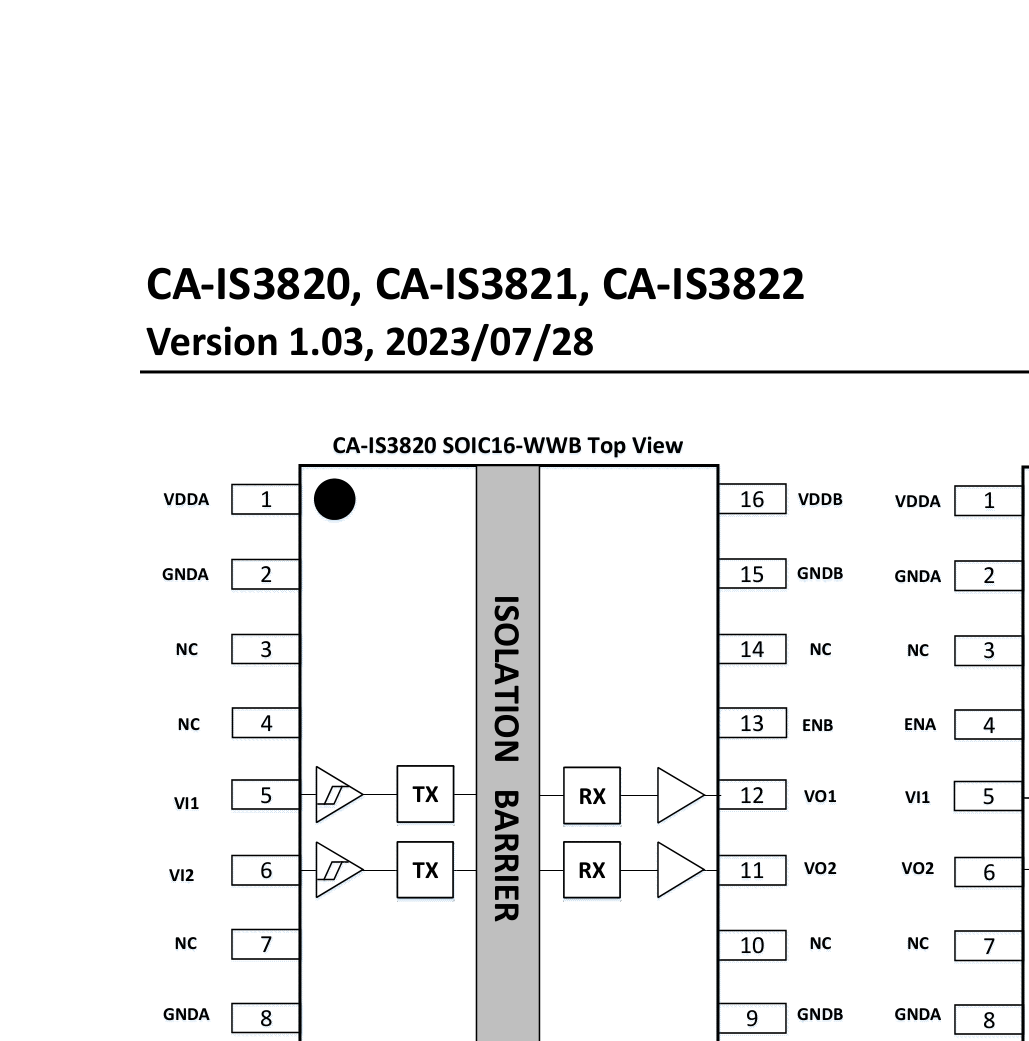 CA-IS3820, CA-IS3821, CA-IS3822
Version 1.03, 2023/07/28
CA-IS3820 SOIC16-WWB Top View
VDDA 1 16 VDDB VDDA 1
GNDA 2 15 GNDB GNDA 2
NC 3 14 NC NC 3
NC 4 13 ENB ENA 4
VI1 5 TX RX 12 VO1 VI1 5
VI2 6 TX RX 11 VO2 VO2 6
NC 7 10 NC NC 7
GNDA 8 9 GNDB GNDA 8
ISOLATION BARRIER